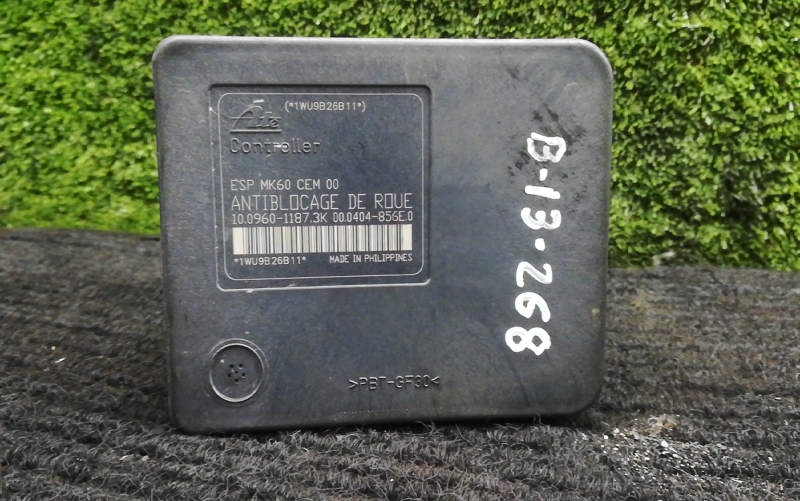 (*1WU9B26B11*)
Ate
Controller
ESP MK60 CEM 00
ANTIBLOCAGE DE ROUE
10.0960-1187.3K 00.0404-856E.0
*1WU9B26B11*
MADE IN PHILIPPINES
B-13-268
>PBT-GF30<